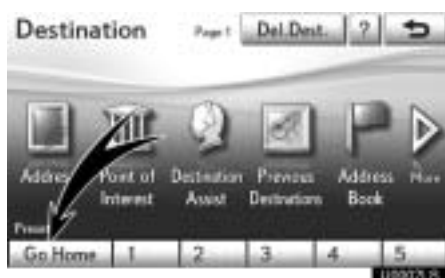 Destination Page 1 Del.Dest. ?
Address Point of Destination Previous Address More
Interest Assist Destinations Book
Go Home 1 2 3 4 5